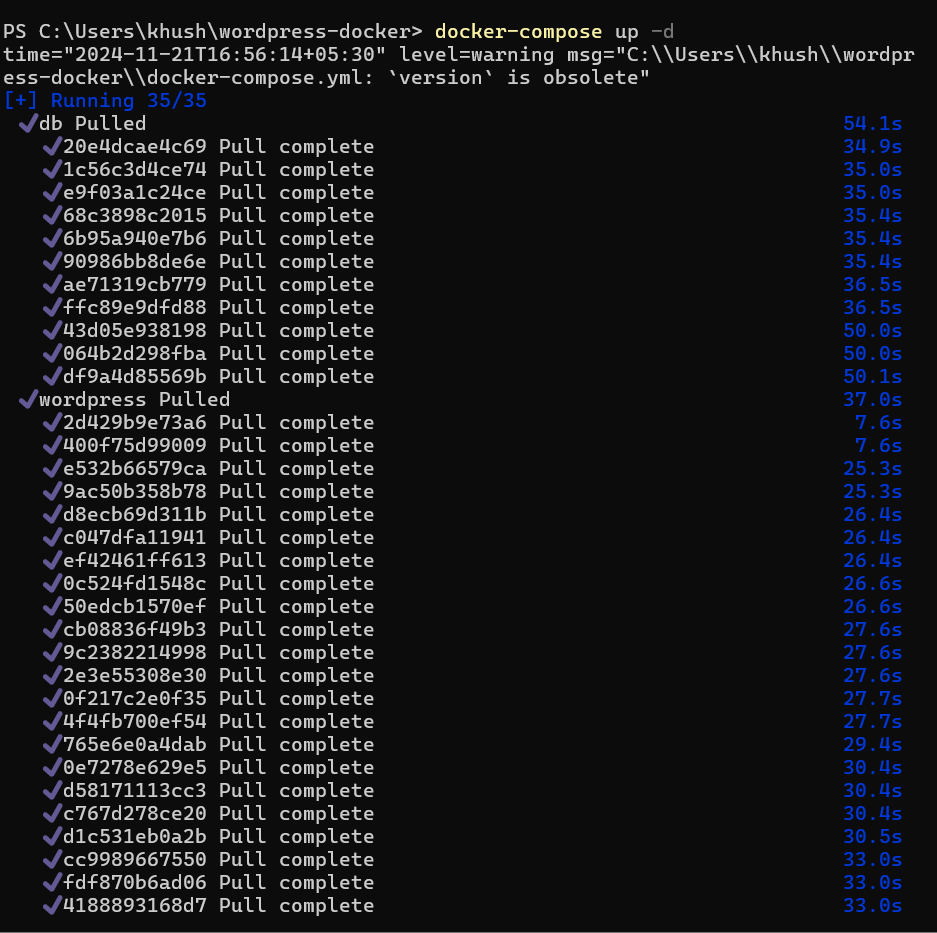 PS C:\Users\khush\wordpress-docker> docker-compose up -d
time="2024-11-21T16:56:14+05:30" level=warning msg="C:\\Users\\khush\\wordpr
ess-docker\\docker-compose.yml: `version` is obsolete"
[+] Running 35/35
✔db Pulled 54.1s
✔20e4dcae4c69 Pull complete 34.9s
✔1c56c3d4ce74 Pull complete 35.0s
✔e9f03a1c24ce Pull complete 35.0s
✔68c3898c2015 Pull complete 35.4s
✔6b95a940e7b6 Pull complete 35.4s
✔90986bb8de6e Pull complete 35.4s
✔ae71319cb779 Pull complete 36.5s
✔ffc89e9dfd88 Pull complete 36.5s
✔43d05e938198 Pull complete 50.0s
✔064b2d298fba Pull complete 50.0s
✔df9a4d85569b Pull complete 50.1s
✔wordpress Pulled 37.0s
✔2d429b9e73a6 Pull complete 7.6s
✔400f75d99009 Pull complete 7.6s
✔e532b66579ca Pull complete 25.3s
✔9ac50b358b78 Pull complete 25.3s
✔d8ecb69d311b Pull complete 26.4s
✔c047dfa11941 Pull complete 26.4s
✔ef42461ff613 Pull complete 26.4s
✔0c524fd1548c Pull complete 26.6s
✔50edcb1570ef Pull complete 26.6s
✔cb08836f49b3 Pull complete 27.6s
✔9c2382214998 Pull complete 27.6s
✔2e3e55308e30 Pull complete 27.6s
✔0f217c2e0f35 Pull complete 27.7s
✔4f4fb700ef54 Pull complete 27.7s
✔765e6e0a4dab Pull complete 29.4s
✔0e7278e629e5 Pull complete 30.4s
✔d58171113cc3 Pull complete 30.4s
✔c767d278ce20 Pull complete 30.4s
✔d1c531eb0a2b Pull complete 30.5s
✔cc9989667550 Pull complete 33.0s
✔fdf870b6ad06 Pull complete 33.0s
✔4188893168d7 Pull complete 33.0s